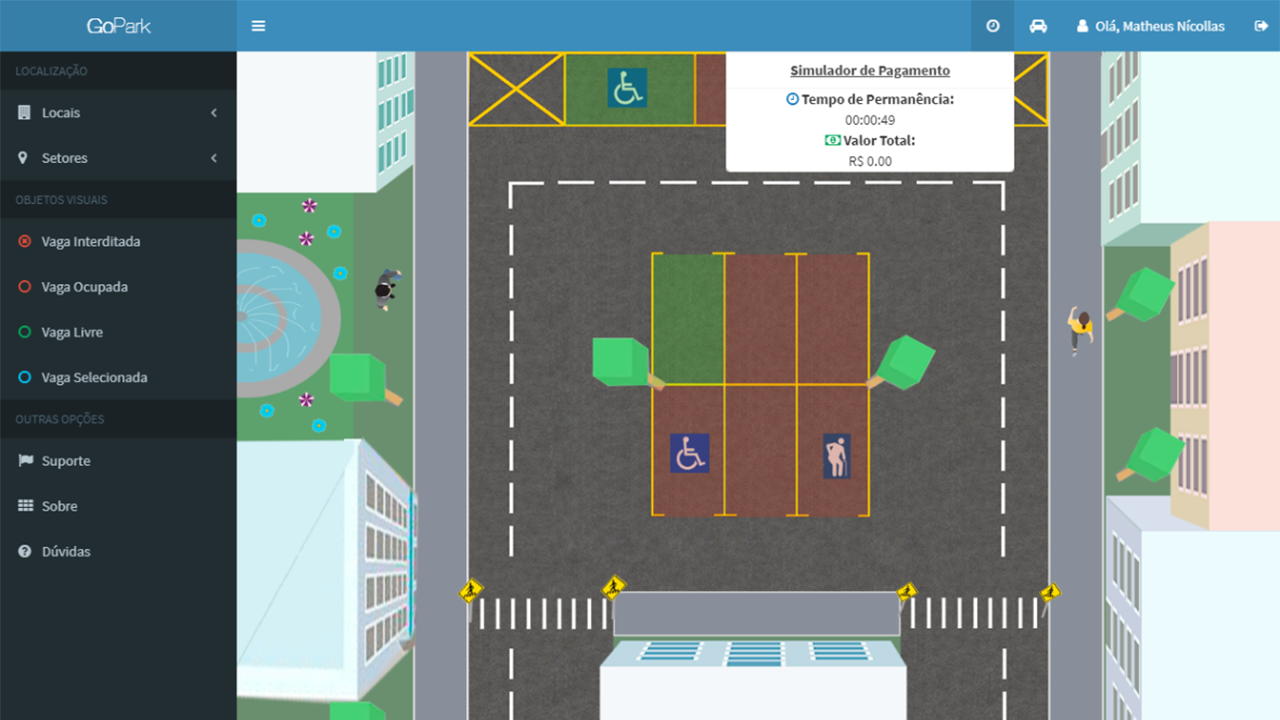 GoPark
Olá, Matheus Nícollas
LOCALIZAÇÃO
Locais
Setores
OBJETOS VISUAIS
Vaga Interditada
Vaga Ocupada
Vaga Livre
Vaga Selecionada
OUTRAS OPÇÕES
Suporte
Sobre
Dúvidas
Simulador de Pagamento
Tempo de Permanência:
00:00:49
Valor Total:
R$ 0.00